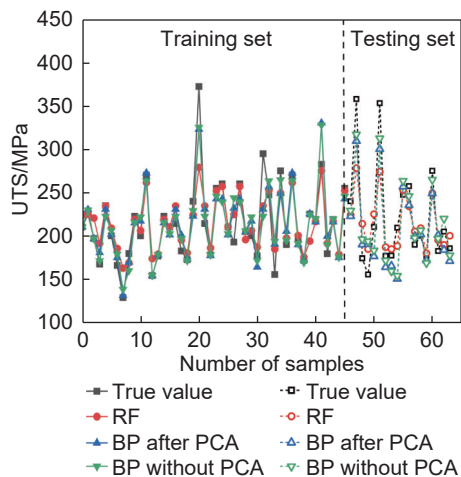 Training set Testing set
450
400
350
300
250
200
150
100
UTS/MPa
0 10 20 30 40 50 60
Number of samples
True value True value
RF RF
BP after PCA BP after PCA
BP without PCA BP without PCA